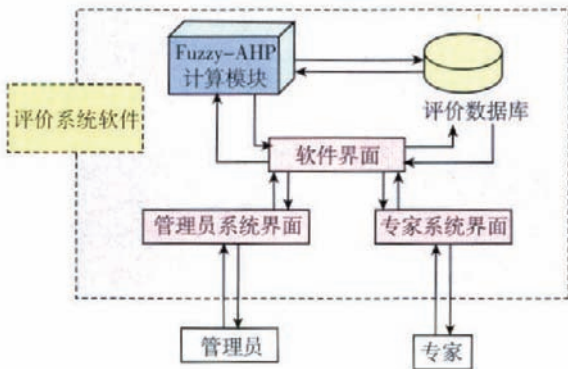 Fuzzy-AHP
计算模块
评价数据库
评价系统软件
软件界面
管理员系统界面
专家系统界面
管理员
专家